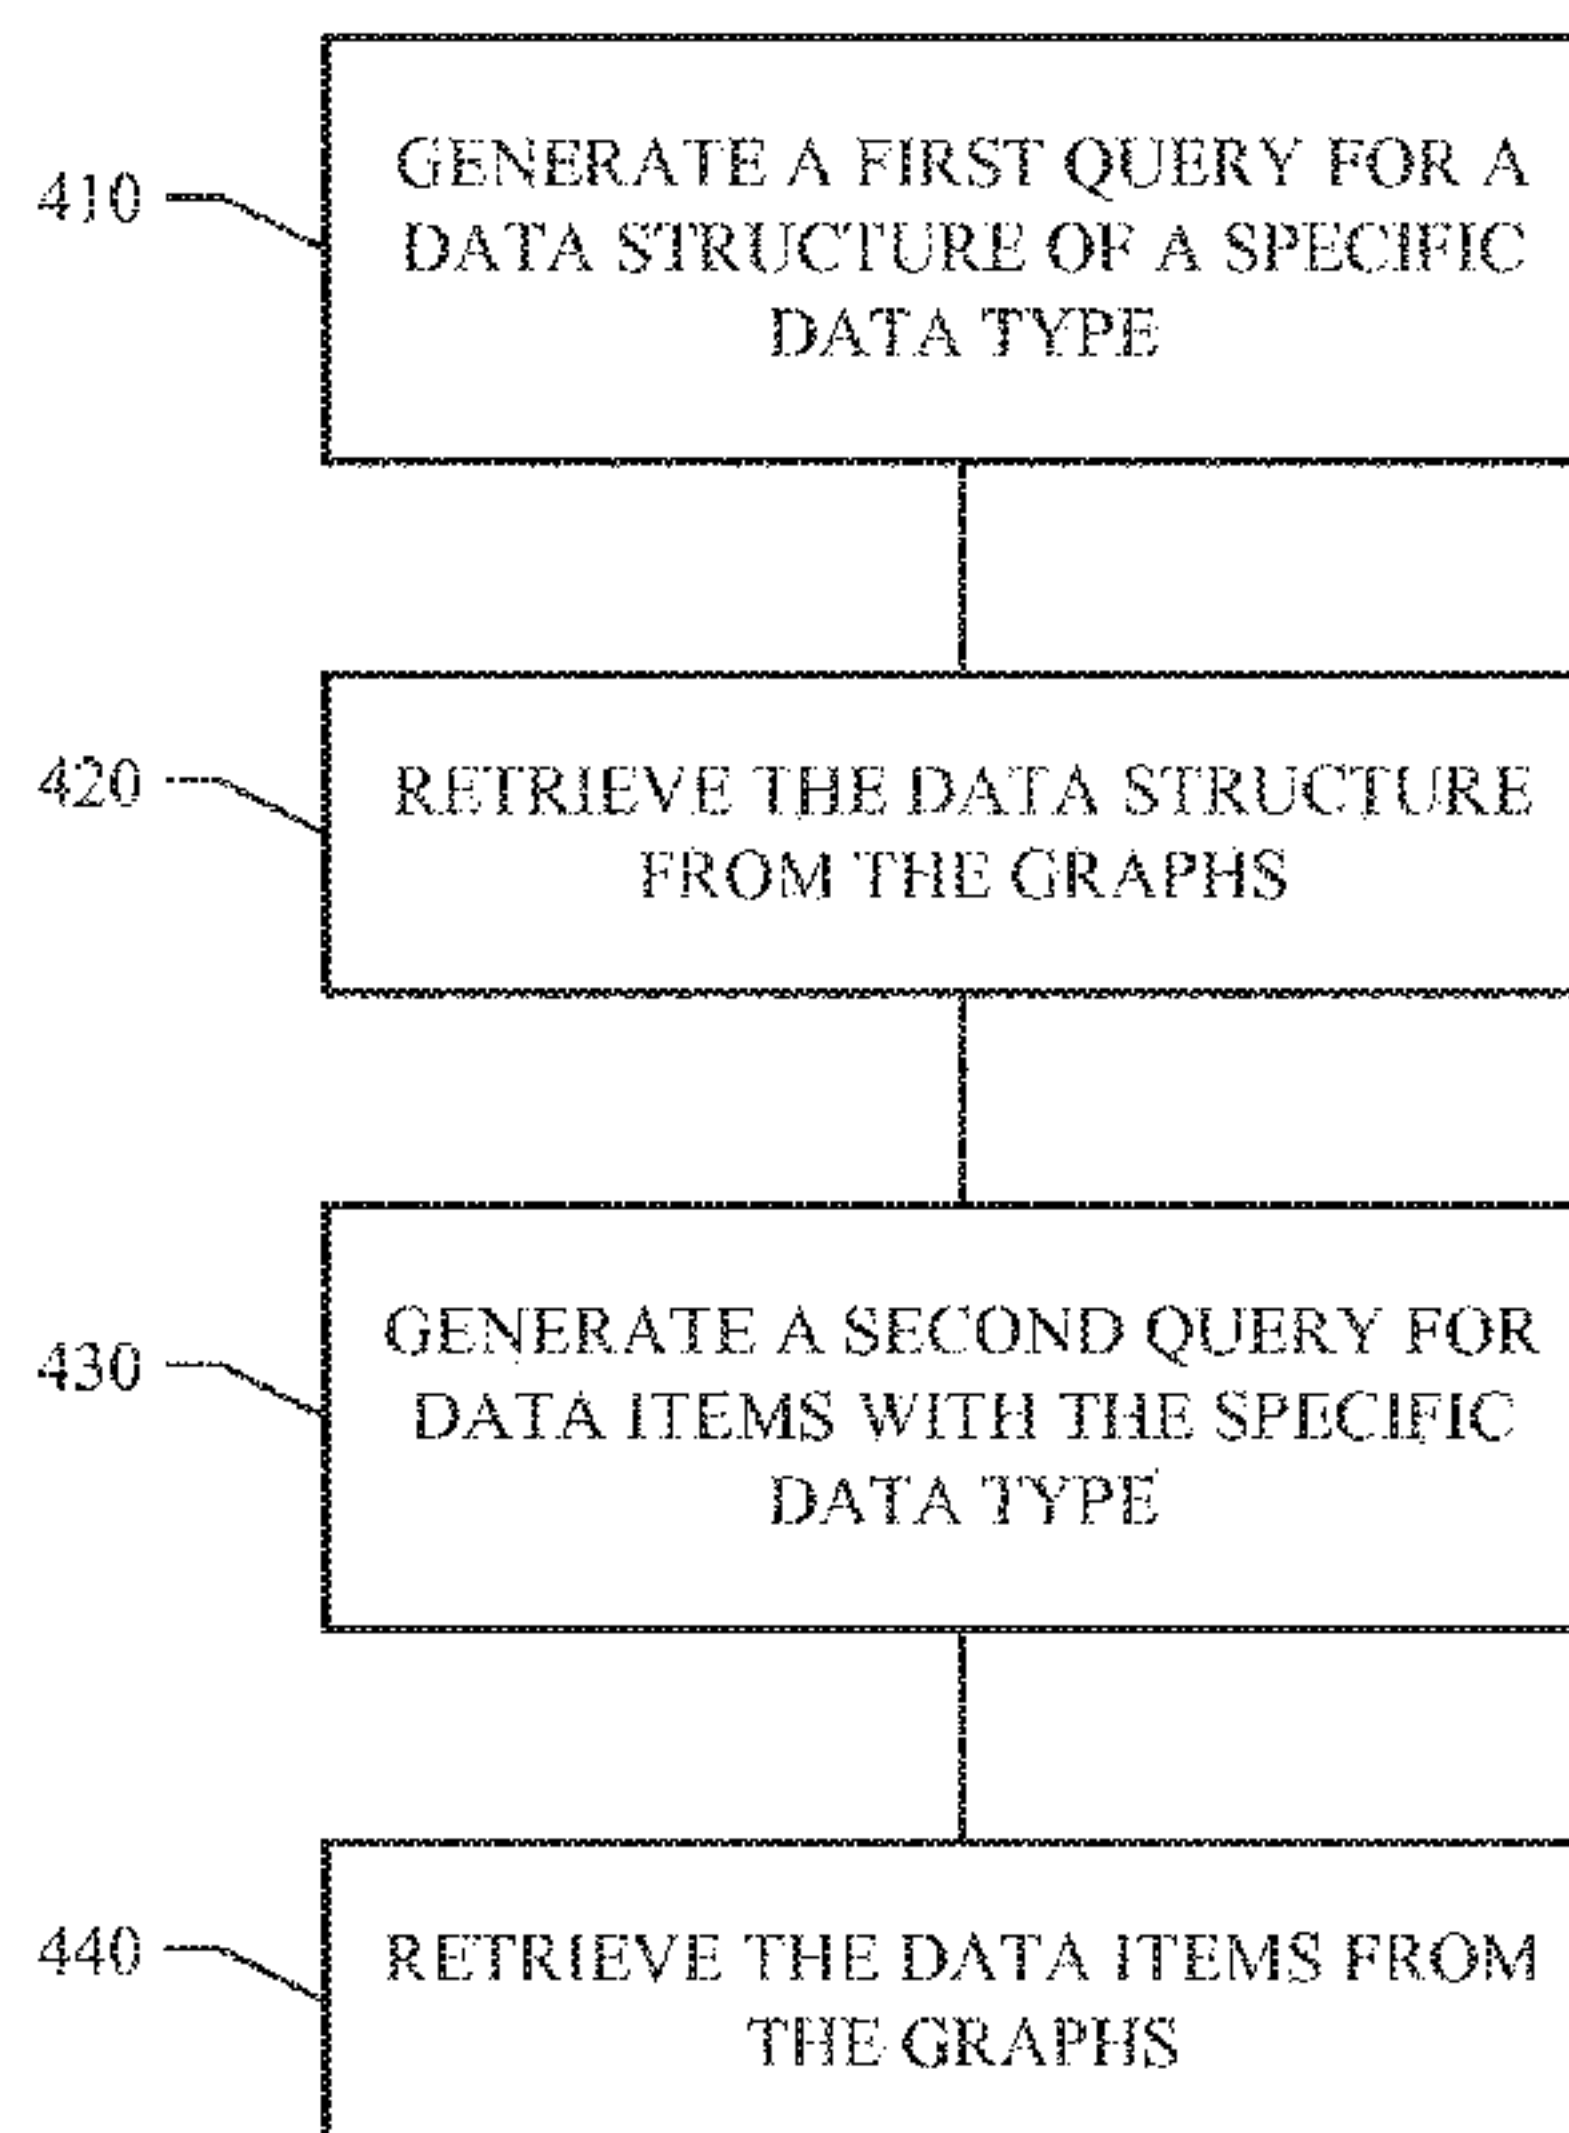 410
GENERATE A FIRST QUERY FOR A
DATA STRUCTURE OF A SPECIFIC
DATA TYPE
420
RETRIEVE THE DATA STRUCTURE
FROM THE GRAPHS
430
GENERATE A SECOND QUERY FOR
DATA ITEMS WITH THE SPECIFIC
DATA TYPE
440
RETRIEVE THE DATA ITEMS FROM
THE GRAPHS